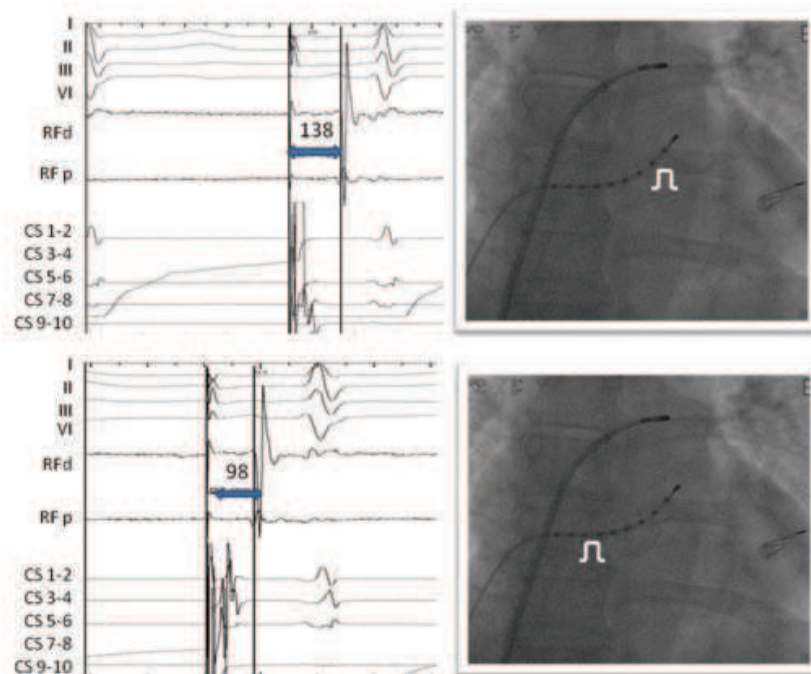 I
II
III
VI
RFd
138
RF p
CS 1-2
CS 3-4
CS 5-6
CS 7-8
CS 9-10
I
II
III
VI
RFd
98
RF p
CS 1-2
CS 3-4
CS 5-6
CS 7-8
CS 9-10